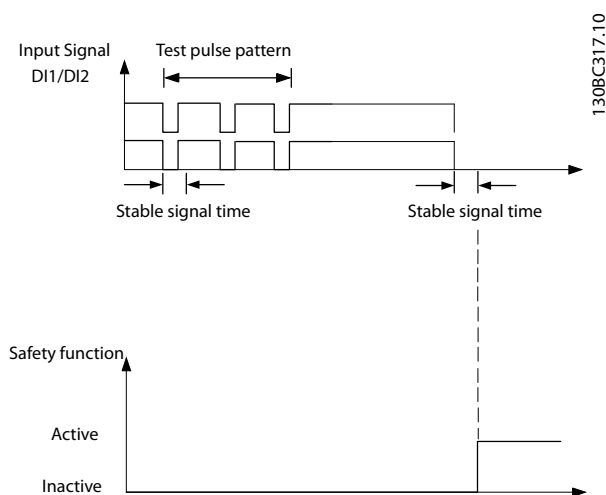 130BC317.10
Input Signal
DI1/DI2
Test pulse pattern
Stable signal time
Stable signal time
Safety function
Active
Inactive